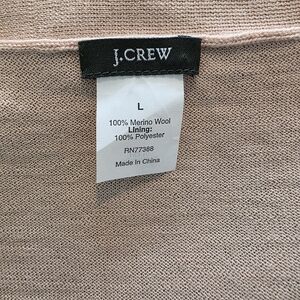 J.CREW
L
100% Merino Wool
Lining:
100% Polyester
RN77388
Made In China